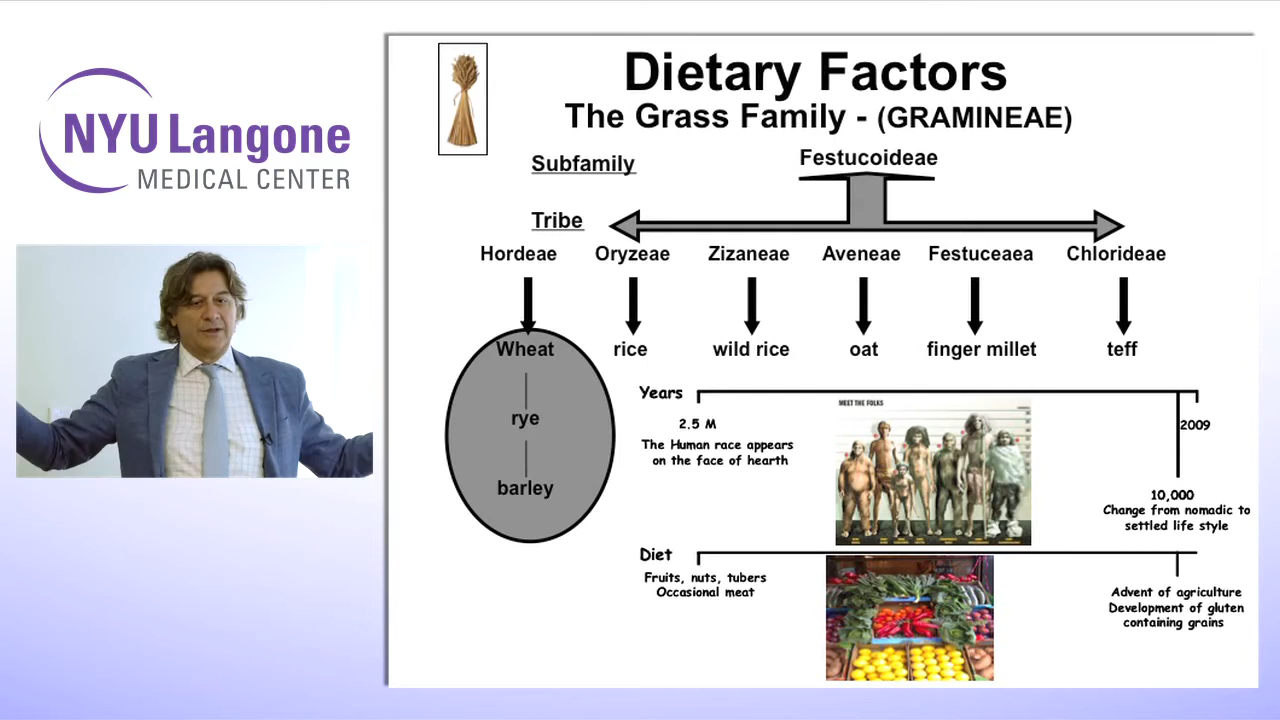 NYU Langone
MEDICAL CENTER
Dietary Factors
The Grass Family - (GRAMINEAE)
Subfamily
Festucoideae
Tribe
Hordeae Oryzeae Zizaneae Aveneae Festuceaea Chlorideae
Wheat rice wild rice oat finger millet teff
rye
barley
Years
2.5 M
The Human race appears
on the face of hearth
MEET THE FOLKS
2009
10,000
Change from nomadic to
settled life style
Diet
Fruits, nuts, tubers
Occasional meat
Advent of agriculture
Development of gluten
containing grains